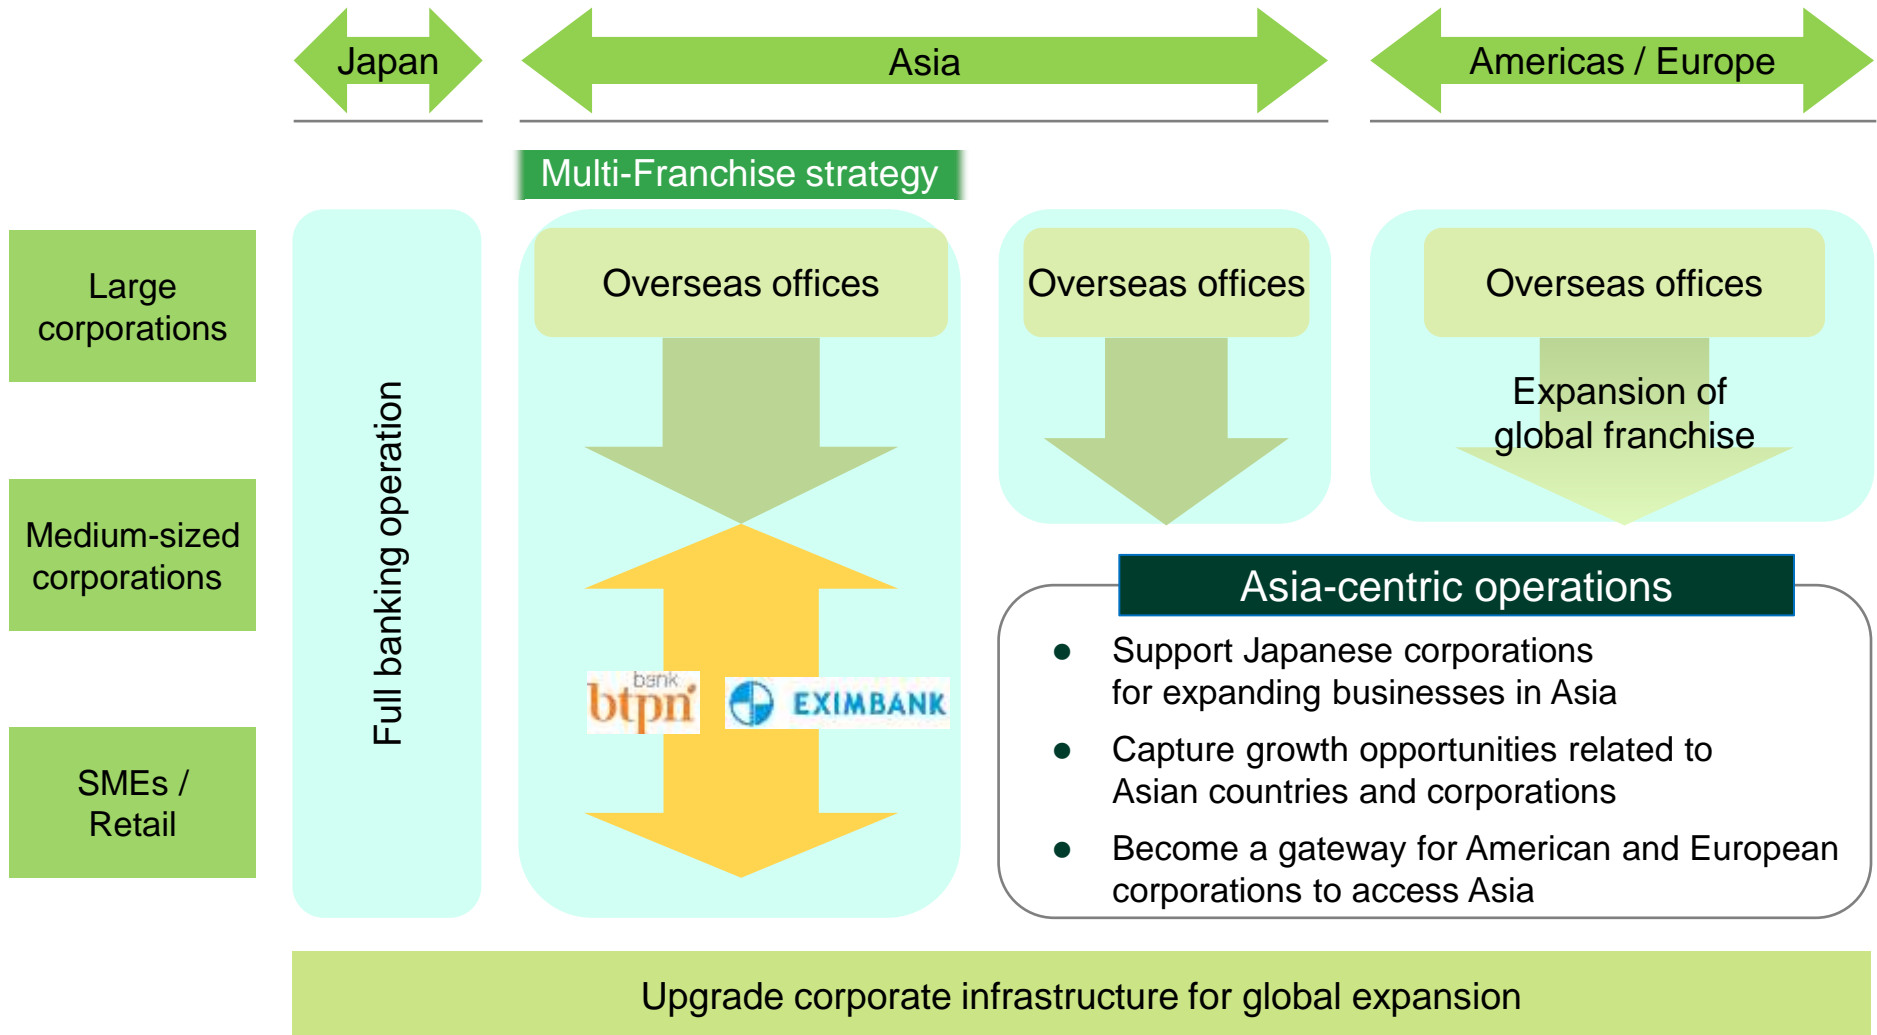 Japan
Asia
Americas / Europe
Multi-Franchise strategy
Large
corporations
Medium-sized
corporations
SMEs /
Retail
Full banking operation
Overseas offices
Overseas offices
Overseas offices
Expansion of
global franchise
bank
btpn
EXIMBANK
Asia-centric operations
● Support Japanese corporations
for expanding businesses in Asia
● Capture growth opportunities related to
Asian countries and corporations
● Become a gateway for American and European
corporations to access Asia
Upgrade corporate infrastructure for global expansion